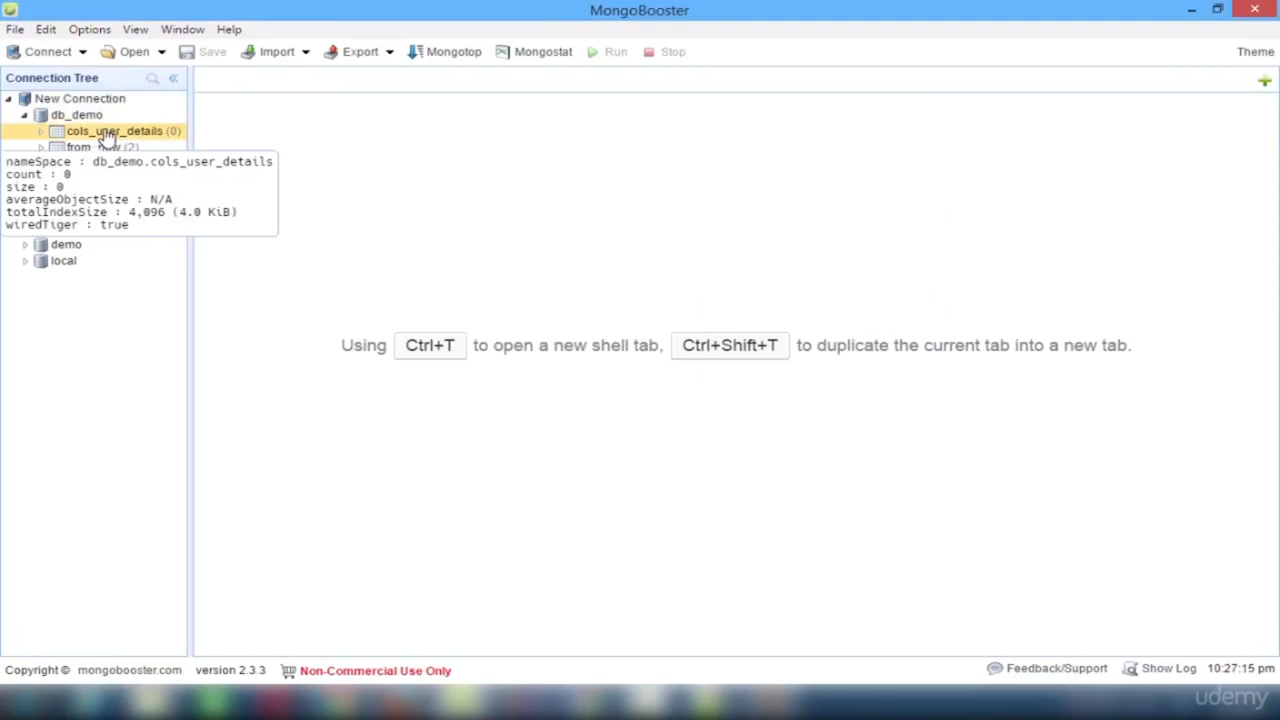 MongoBooster
File Edit Options View Window Help
Connect Open Save Import Export Mongotop Mongostat Run Stop Theme
Connection Tree
New Connection
db_demo
cols_user_details (0)
(2)
nameSpace : db_demo.cols_user_details
count : 0
size : 0
averageObjectSize : N/A
totalIndexSize : 4,096 (4.0 KiB)
wiredTiger : true
demo
local
Using Ctrl+T to open a new shell tab, Ctrl+Shift+T to duplicate the current tab into a new tab.
Copyright © mongobooster.com version 2.3.3 Non-Commercial Use Only Feedback/Support Show Log 10:27:15 pm
udemy